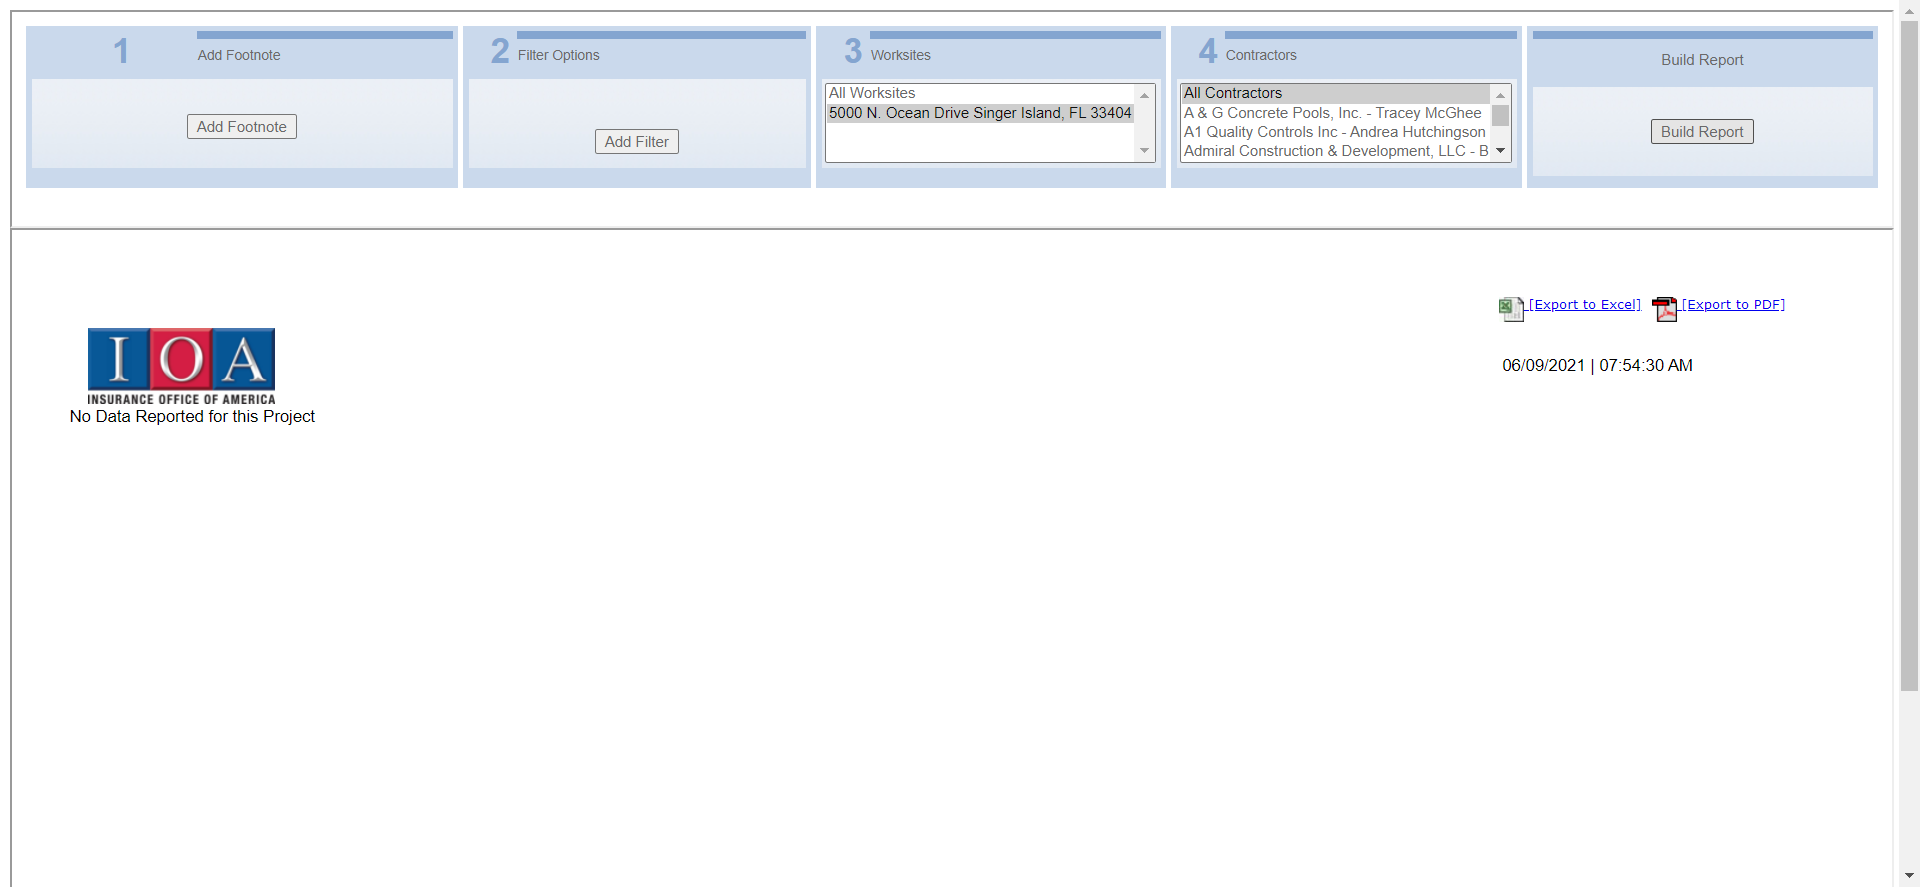 1 Add Footnote
Add Footnote
2 Filter Options
Add Filter
3 Worksites
All Worksites
5000 N. Ocean Drive Singer Island, FL 33404
4 Contractors
All Contractors
A & G Concrete Pools, Inc. - Tracey McGhee
A1 Quality Controls Inc - Andrea Hutchingson
Admiral Construction & Development, LLC - B
Build Report
Build Report
[Export to Excel] [Export to PDF]
06/09/2021 | 07:54:30 AM
IOA
INSURANCE OFFICE OF AMERICA
No Data Reported for this Project